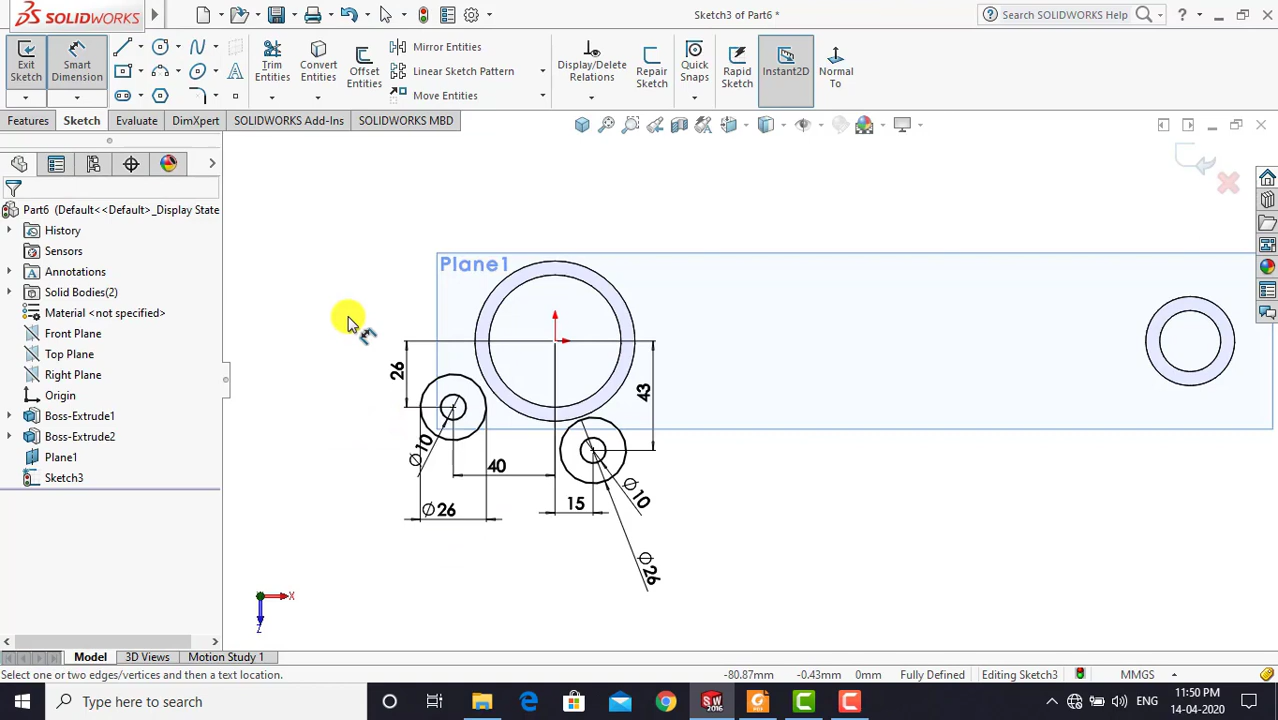 SOLIDWORKS
Sketch3 of Part6 *
Search SOLIDWORKS Help
Exit Sketch
Smart Dimension
Trim Entities
Convert Entities
Offset Entities
Mirror Entities
Linear Sketch Pattern
Move Entities
Display/Delete Relations
Repair Sketch
Quick Snaps
Rapid Sketch
Instant2D
Normal To
Features
Sketch
Evaluate
DimXpert
SOLIDWORKS Add-Ins
SOLIDWORKS MBD
Part6 (Default<<Default>_Display State
History
Sensors
Annotations
Solid Bodies(2)
Material <not specified>
Front Plane
Top Plane
Right Plane
Origin
Boss-Extrude1
Boss-Extrude2
Plane1
Sketch3
Plane1
26
43
∅10
40
∅26
15
∅10
∅26
X
Z
Model
3D Views
Motion Study 1
Select one or two edges/vertices and then a text location.
-80.87mm
-0.43mm
0mm
Fully Defined
Editing Sketch3
MMGS
Type here to search
SW
2016
ENG
11:50 PM
14-04-2020